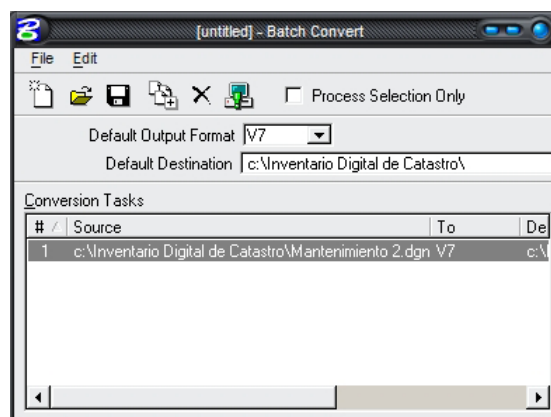 [untitled] - Batch Convert
File Edit
Process Selection Only
Default Output Format V7
Default Destination c:\Inventario Digital de Catastro\
Conversion Tasks
# Source To De
1 c:\Inventario Digital de Catastro\Mantenimiento 2.dgn V7 c:\